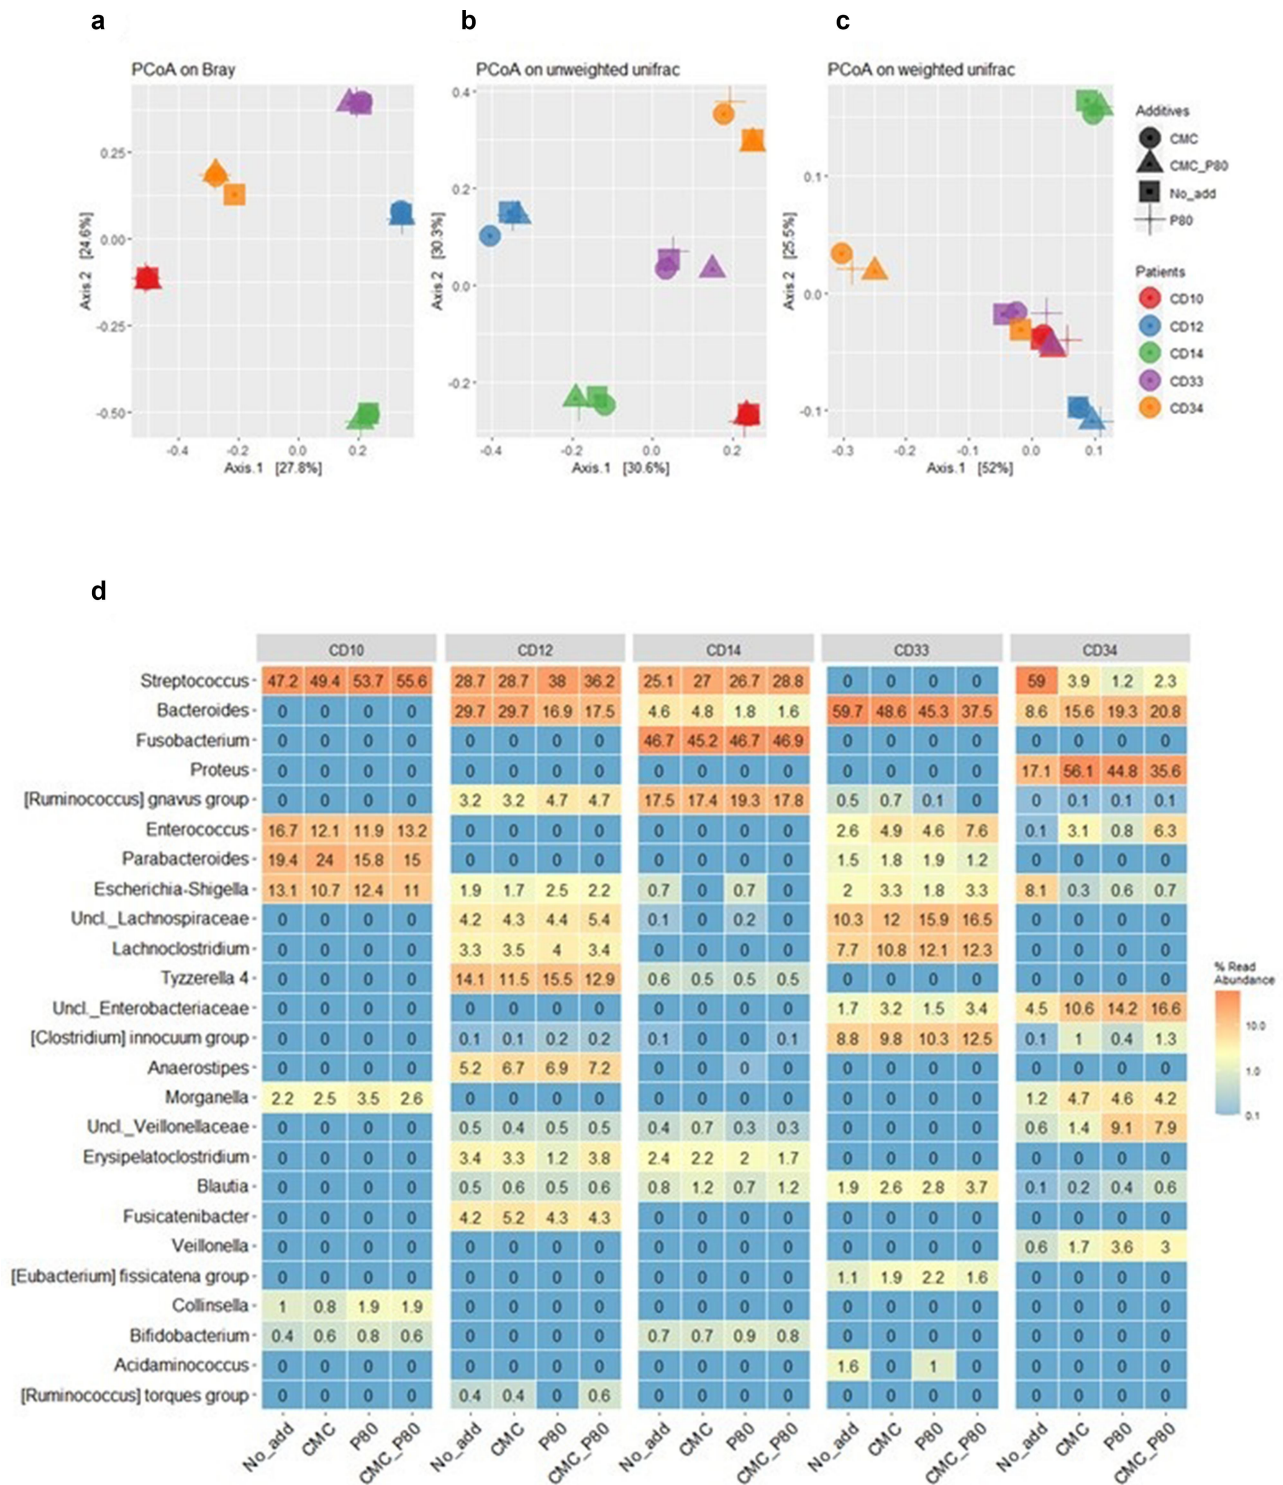 a
b
c
PCoA on Bray
PCoA on unweighted unifrac
PCoA on weighted unifrac
0.25
0.00
-0.25
-0.50
Axis.2 [24.6%]
-0.4
-0.2
0.0
0.2
Axis.1 [27.8%]
0.4
0.2
0.0
-0.2
Axis.2 [30.3%]
-0.4
-0.2
0.0
0.2
Axis.1 [30.6%]
0.1
0.0
-0.1
Axis.2 [25.5%]
-0.3
-0.2
-0.1
0.0
0.1
Axis.1 [52%]
Additives
CMC
CMC_P80
No_add
P80
Patients
CD10
CD12
CD14
CD33
CD34
d
CD10 CD12 CD14 CD33 CD34
Streptococcus 47.2 49.4 53.7 55.6 28.7 28.7 38 36.2 25.1 27 26.7 28.8 0 0 0 0 59 3.9 1.2 2.3
Bacteroides 0 0 0 0 29.7 29.7 16.9 17.5 4.6 4.8 1.8 1.6 59.7 48.6 45.3 37.5 8.6 15.6 19.3 20.8
Fusobacterium 0 0 0 0 0 0 0 0 46.7 45.2 46.7 46.9 0 0 0 0 0 0 0 0
Proteus 0 0 0 0 0 0 0 0 0 0 0 0 0 0 0 0 17.1 56.1 44.8 35.6
[Ruminococcus] gnavus group 0 0 0 0 3.2 3.2 4.7 4.7 17.5 17.4 19.3 17.8 0.5 0.7 0.1 0 0 0.1 0.1 0.1
Enterococcus 16.7 12.1 11.9 13.2 0 0 0 0 0 0 0 0 2.6 4.9 4.6 7.6 0.1 3.1 0.8 6.3
Parabacteroides 19.4 24 15.8 15 0 0 0 0 0 0 0 0 1.5 1.8 1.9 1.2 0 0 0 0
Escherichia-Shigella 13.1 10.7 12.4 11 1.9 1.7 2.5 2.2 0.7 0 0.7 0 2 3.3 1.8 3.3 8.1 0.3 0.6 0.7
Uncl._Lachnospiraceae 0 0 0 0 4.2 4.3 4.4 5.4 0.1 0 0.2 0 10.3 12 15.9 16.5 0 0 0 0
Lachnoclostridium 0 0 0 0 3.3 3.5 4 3.4 0 0 0 0 7.7 10.8 12.1 12.3 0 0 0 0
Tyzzerella 4 0 0 0 0 14.1 11.5 15.5 12.9 0.6 0.5 0.5 0.5 0 0 0 0 0 0 0 0
Uncl._Enterobacteriaceae 0 0 0 0 0 0 0 0 0 0 0 0 1.7 3.2 1.5 3.4 4.5 10.6 14.2 16.6
[Clostridium] innocuum group 0 0 0 0 0.1 0.1 0.2 0.2 0.1 0 0 0.1 8.8 9.8 10.3 12.5 0.1 1 0.4 1.3
Anaerostipes 0 0 0 0 5.2 6.7 6.9 7.2 0 0 0 0 0 0 0 0 0 0 0 0
Morganella 2.2 2.5 3.5 2.6 0 0 0 0 0 0 0 0 0 0 0 0 1.2 4.7 4.6 4.2
Uncl._Veillonellaceae 0 0 0 0 0.5 0.4 0.5 0.5 0.4 0.7 0.3 0.3 0 0 0 0 0.6 1.4 9.1 7.9
Erysipelatoclostridium 0 0 0 0 3.4 3.3 1.2 3.8 2.4 2.2 2 1.7 0 0 0 0 0 0 0 0
Blautia 0 0 0 0 0.5 0.6 0.5 0.6 0.8 1.2 0.7 1.2 1.9 2.6 2.8 3.7 0.1 0.2 0.4 0.6
Fusicatenibacter 0 0 0 0 4.2 5.2 4.3 4.3 0 0 0 0 0 0 0 0 0 0 0 0
Veillonella 0 0 0 0 0 0 0 0 0 0 0 0 0 0 0 0 0.6 1.7 3.6 3
[Eubacterium] fissicatena group 0 0 0 0 0 0 0 0 0 0 0 0 1.1 1.9 2.2 1.6 0 0 0 0
Collinsella 1 0.8 1.9 1.9 0 0 0 0 0 0 0 0 0 0 0 0 0 0 0 0
Bifidobacterium 0.4 0.6 0.8 0.6 0 0 0 0 0.7 0.7 0.9 0.8 0 0 0 0 0 0 0 0
Acidaminococcus 0 0 0 0 0 0 0 0 0 0 0 0 1.6 0 1 0 0 0 0 0
[Ruminococcus] torques group 0 0 0 0 0.4 0.4 0 0.6 0 0 0 0 0 0 0 0 0 0 0 0
No_add CMC P80 CMC_P80 No_add CMC P80 CMC_P80 No_add CMC P80 CMC_P80 No_add CMC P80 CMC_P80 No_add CMC P80 CMC_P80
% Read
Abundance
10.0
1.0
0.1